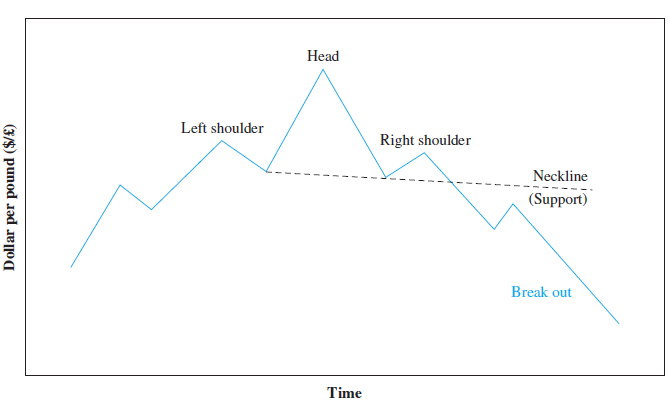 Head
Left shoulder
Right shoulder
Neckline
(Support)
Break out
Dollar per pound ($/£)
Time